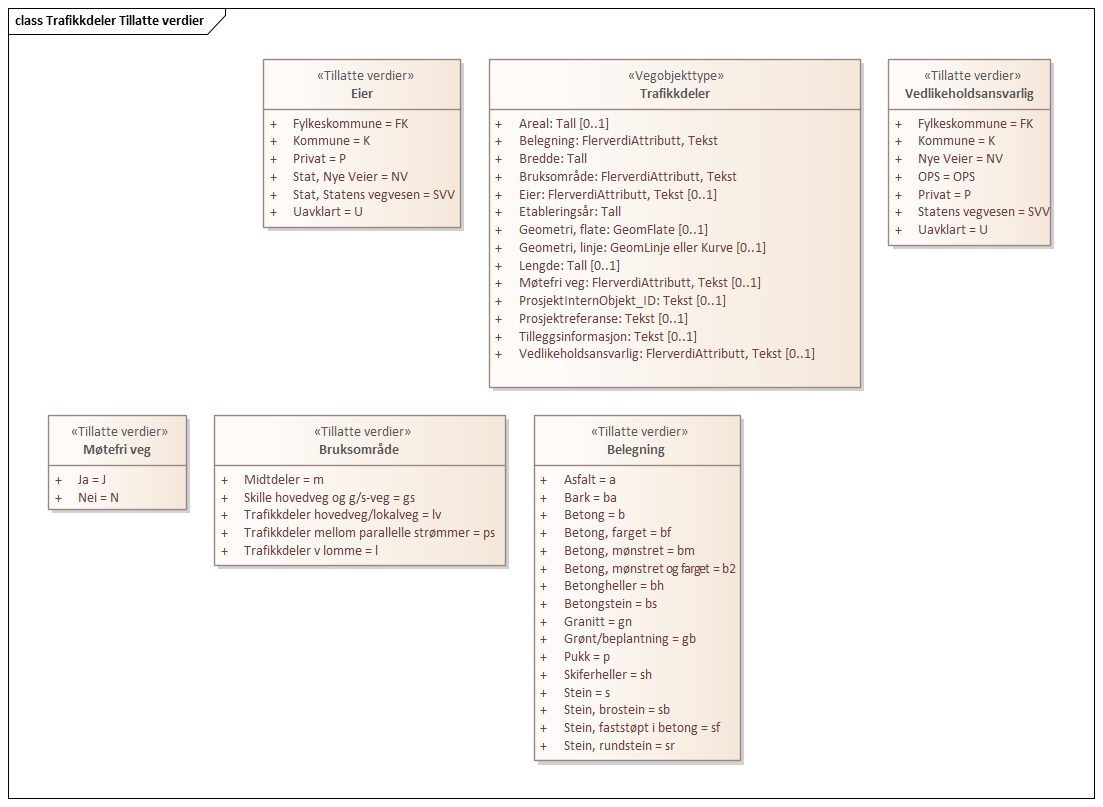 class Trafikkdeler Tillatte verdier
«Tillatte verdier»
Eier
+ Fylkeskommune = FK
+ Kommune = K
+ Privat = P
+ Stat, Nye Veier = NV
+ Stat, Statens vegvesen = SVV
+ Uavklart = U
«Vegobjekttype»
Trafikkdeler
+ Areal: Tall [0..1]
+ Belegning: FlerverdiAttributt, Tekst
+ Bredde: Tall
+ Bruksområde: FlerverdiAttributt, Tekst
+ Eier: FlerverdiAttributt, Tekst [0..1]
+ Etableringsår: Tall
+ Geometri, flate: GeomFlate [0..1]
+ Geometri, linje: GeomLinje eller Kurve [0..1]
+ Lengde: Tall [0..1]
+ Møtefri veg: FlerverdiAttributt, Tekst [0..1]
+ ProsjektInternObjekt_ID: Tekst [0..1]
+ Prosjektreferanse: Tekst [0..1]
+ Tilleggsinformasjon: Tekst [0..1]
+ Vedlikeholdsansvarlig: FlerverdiAttributt, Tekst [0..1]
«Tillatte verdier»
Vedlikeholdsansvarlig
+ Fylkeskommune = FK
+ Kommune = K
+ Nye Veier = NV
+ OPS = OPS
+ Privat = P
+ Statens vegvesen = SVV
+ Uavklart = U
«Tillatte verdier»
Møtefri veg
+ Ja = J
+ Nei = N
«Tillatte verdier»
Bruksområde
+ Midtdeler = m
+ Skille hovedveg og g/s-veg = gs
+ Trafikkdeler hovedveg/lokalveg = lv
+ Trafikkdeler mellom parallelle strømmer = ps
+ Trafikkdeler v lomme = l
«Tillatte verdier»
Belegning
+ Asfalt = a
+ Bark = ba
+ Betong = b
+ Betong, farget = bf
+ Betong, mønstret = bm
+ Betong, mønstret og farget = b2
+ Betongheller = bh
+ Betongstein = bs
+ Granitt = gn
+ Grønt/beplantning = gb
+ Pukk = p
+ Skiferheller = sh
+ Stein = s
+ Stein, brostein = sb
+ Stein, faststøpt i betong = sf
+ Stein, rundstein = sr